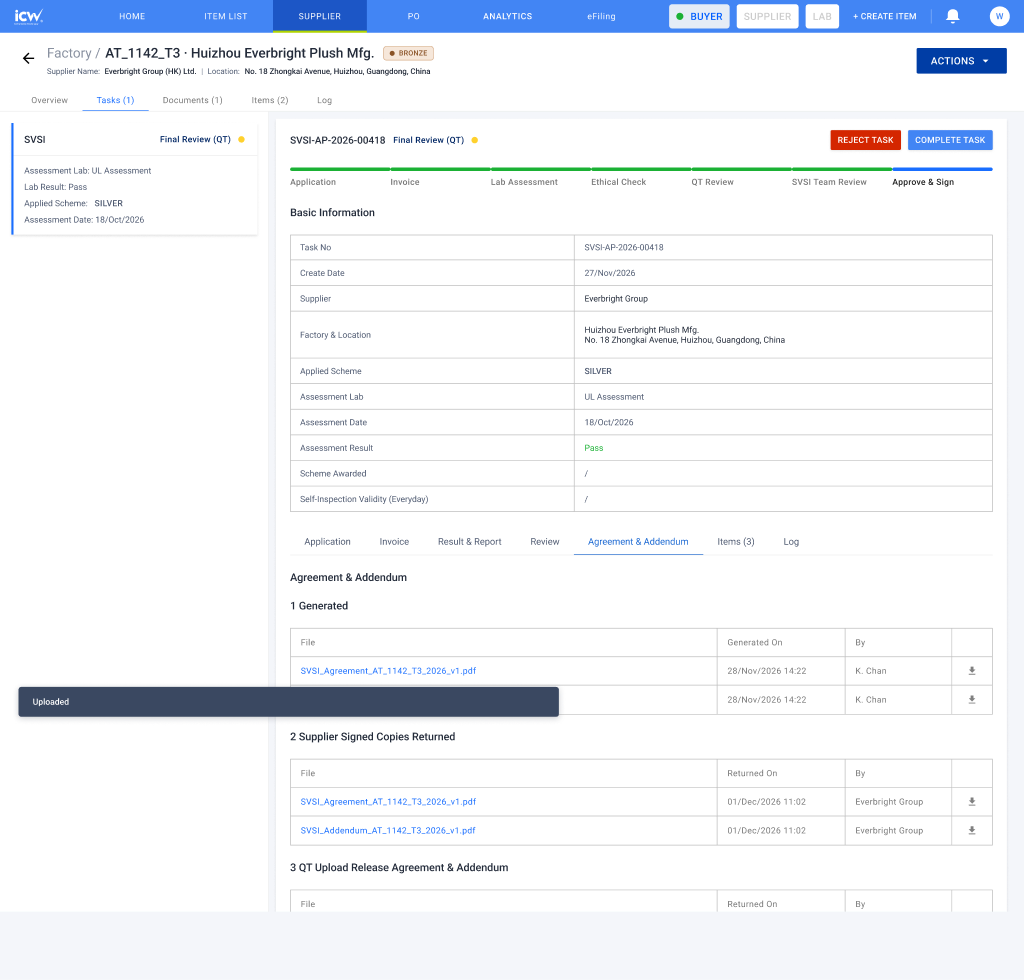 icw
HOME
ITEM LIST
SUPPLIER
PO
ANALYTICS
eFiling
BUYER
SUPPLIER
LAB
+ CREATE ITEM
W
Factory / AT_1142_T3 · Huizhou Everbright Plush Mfg.
BRONZE
Supplier Name: Everbright Group (HK) Ltd. | Location: No. 18 Zhongkai Avenue, Huizhou, Guangdong, China
ACTIONS
Overview
Tasks (1)
Documents (1)
Items (2)
Log
SVSI
Final Review (QT)
Assessment Lab: UL Assessment
Lab Result: Pass
Applied Scheme: SILVER
Assessment Date: 18/Oct/2026
SVSI-AP-2026-00418 Final Review (QT)
REJECT TASK
COMPLETE TASK
Application
Invoice
Lab Assessment
Ethical Check
QT Review
SVSI Team Review
Approve & Sign
Basic Information
Task No
SVSI-AP-2026-00418
Create Date
27/Nov/2026
Supplier
Everbright Group
Factory & Location
Huizhou Everbright Plush Mfg.
No. 18 Zhongkai Avenue, Huizhou, Guangdong, China
Applied Scheme
SILVER
Assessment Lab
UL Assessment
Assessment Date
18/Oct/2026
Assessment Result
Pass
Scheme Awarded
/
Self-Inspection Validity (Everyday)
/
Application
Invoice
Result & Report
Review
Agreement & Addendum
Items (3)
Log
Agreement & Addendum
1 Generated
File
Generated On
By
SVSI_Agreement_AT_1142_T3_2026_v1.pdf
28/Nov/2026 14:22
K. Chan
Uploaded
28/Nov/2026 14:22
K. Chan
2 Supplier Signed Copies Returned
File
Returned On
By
SVSI_Agreement_AT_1142_T3_2026_v1.pdf
01/Dec/2026 11:02
Everbright Group
SVSI_Addendum_AT_1142_T3_2026_v1.pdf
01/Dec/2026 11:02
Everbright Group
3 QT Upload Release Agreement & Addendum
File
Returned On
By